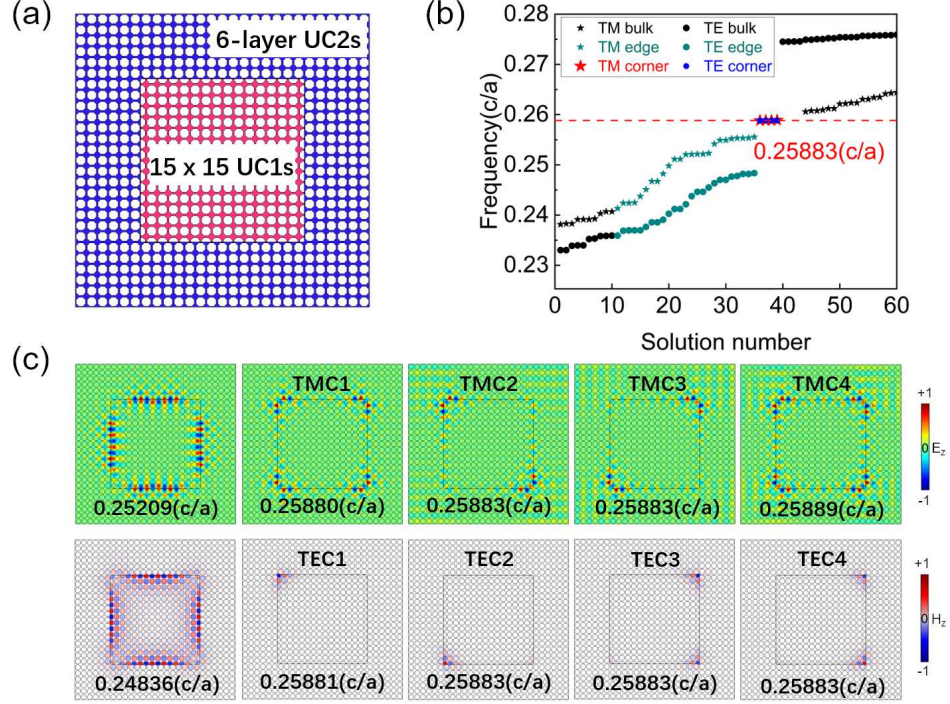 (a)
6-layer UC2s
15 x 15 UC1s
(b)
Frequency(c/a)
0.28
0.27
0.26
0.25
0.24
0.23
TM bulk
TE bulk
TM edge
TE edge
TM corner
TE corner
0.25883(c/a)
0 10 20 30 40 50 60
Solution number
(c)
0.25209(c/a)
TMC1
0.25880(c/a)
TMC2
0.25883(c/a)
TMC3
0.25883(c/a)
TMC4
0.25889(c/a)
+1
0 Ez
-1
0.24836(c/a)
TEC1
0.25881(c/a)
TEC2
0.25883(c/a)
TEC3
0.25883(c/a)
TEC4
0.25883(c/a)
+1
0 Hz
-1